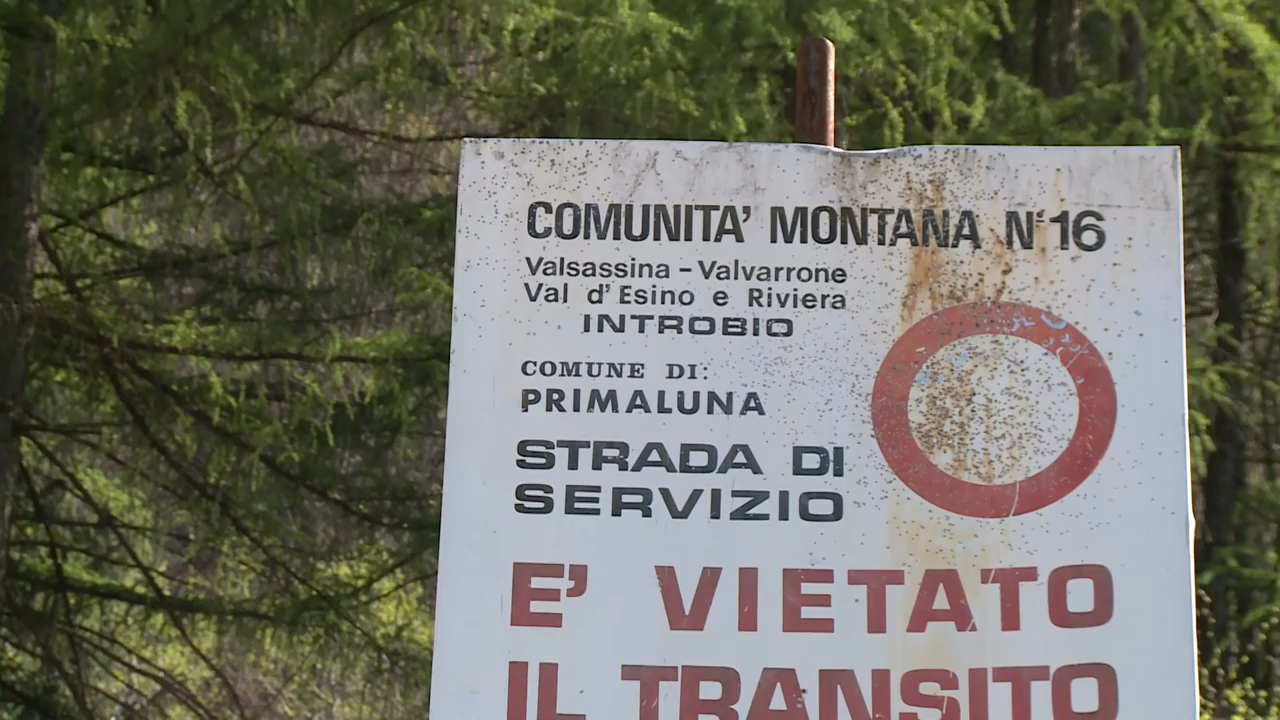 COMUNITA' MONTANA N° 16
Valsassina - Valvarrone
Val d'Esino e Riviera
INTROBIO
COMUNE DI:
PRIMALUNA
STRADA DI
SERVIZIO
E' VIETATO
IL TRANSITO